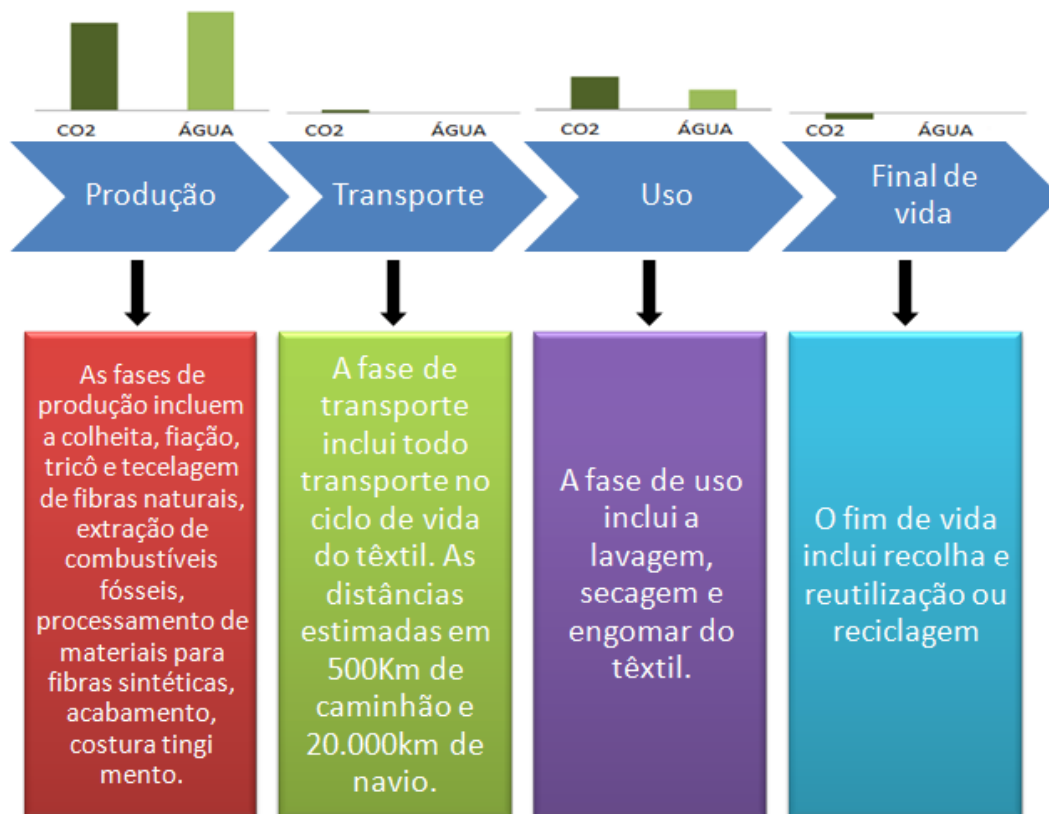 CO2 ÁGUA
CO2 ÁGUA
CO2 ÁGUA
CO2 ÁGUA
Produção
Transporte
Uso
Final de
vida
As fases de
produção incluem
a colheita, fiação,
tricô e tecelagem
de fibras naturais,
extração de
combustíveis
fósseis,
processamento de
materiais para
fibras sintéticas,
acabamento,
costura tingi
mento.
A fase de
transporte
inclui todo
transporte no
ciclo de vida
do têxtil. As
distâncias
estimadas em
500Km de
caminhão e
20.000km de
navio.
A fase de uso
inclui a
lavagem,
secagem e
engomar do
têxtil.
O fim de vida
inclui recolha e
reutilização ou
reciclagem